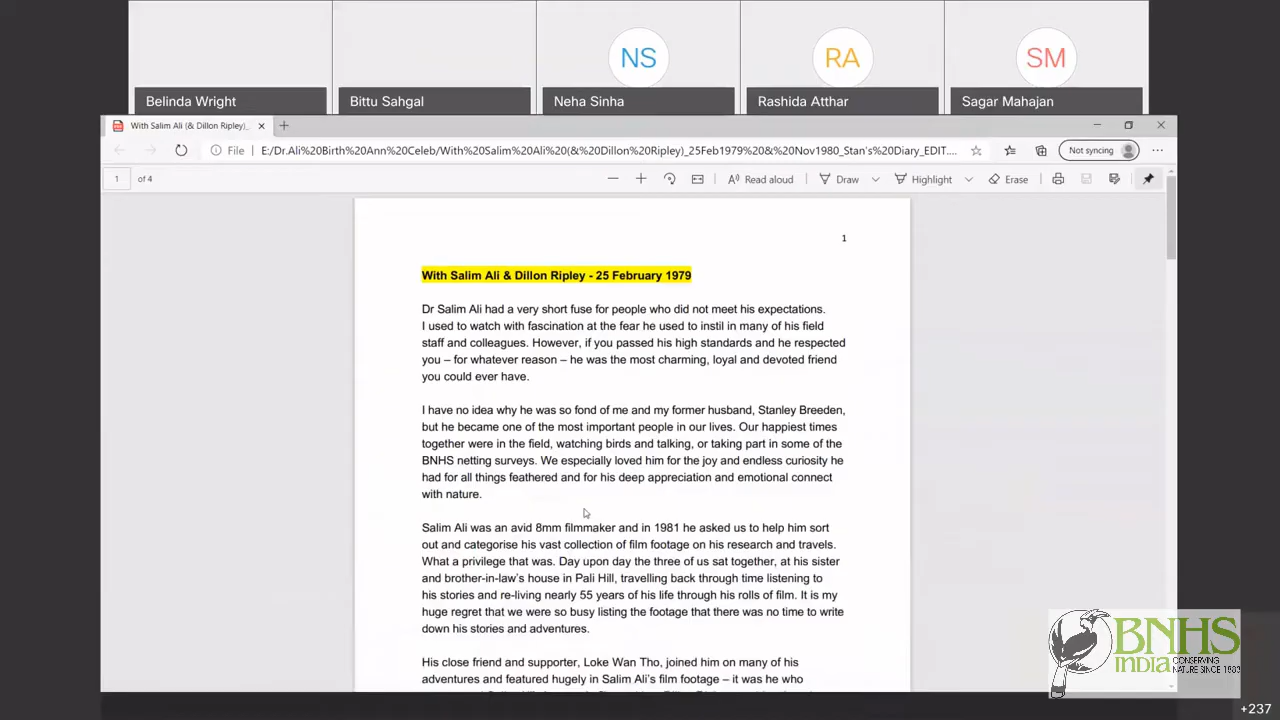 NS
RA
SM
Belinda Wright
Bittu Sahgal
Neha Sinha
Rashida Atthar
Sagar Mahajan
With Salim Ali (& Dillon Ripley)_
File
E:/Dr.Ali%20Birth%20Ann%20Celeb/With%20Salim%20Ali%20(&%20Dillon%20Ripley)_25Feb1979%20&%20Nov1980_Stan's%20Diary_EDIT....
Not syncing
1 of 4
Read aloud
Draw
Highlight
Erase
1
With Salim Ali & Dillon Ripley - 25 February 1979
Dr Salim Ali had a very short fuse for people who did not meet his expectations.
I used to watch with fascination at the fear he used to instil in many of his field
staff and colleagues. However, if you passed his high standards and he respected
you – for whatever reason – he was the most charming, loyal and devoted friend
you could ever have.
I have no idea why he was so fond of me and my former husband, Stanley Breeden,
but he became one of the most important people in our lives. Our happiest times
together were in the field, watching birds and talking, or taking part in some of the
BNHS netting surveys. We especially loved him for the joy and endless curiosity he
had for all things feathered and for his deep appreciation and emotional connect
with nature.
Salim Ali was an avid 8mm filmmaker and in 1981 he asked us to help him sort
out and categorise his vast collection of film footage on his research and travels.
What a privilege that was. Day upon day the three of us sat together, at his sister
and brother-in-law's house in Pali Hill, travelling back through time listening to
his stories and re-living nearly 55 years of his life through his rolls of film. It is my
huge regret that we were so busy listing the footage that there was no time to write
down his stories and adventures.
His close friend and supporter, Loke Wan Tho, joined him on many of his
adventures and featured hugely in Salim Ali's film footage – it was he who
BNHS
INDIA
CONSERVING
NATURE SINCE 1883
+237